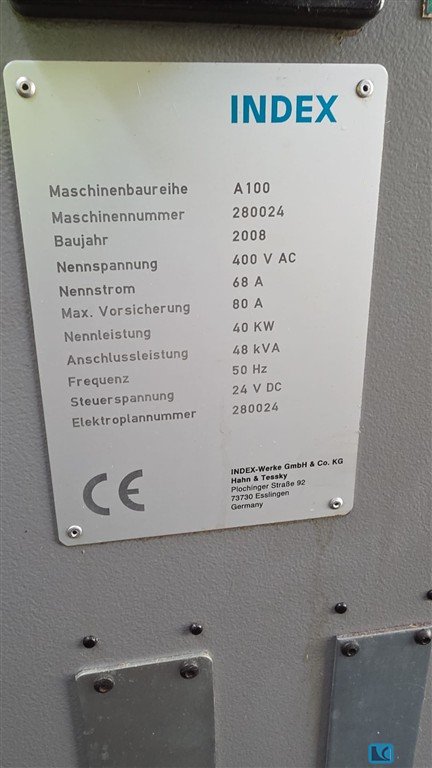 INDEX
Maschinenbaureihe A100
Maschinennummer 280024
Baujahr 2008
Nennspannung 400 V AC
Nennstrom 68 A
Max. Vorsicherung 80 A
Nennleistung 40 KW
Anschlussleistung 48 kVA
Frequenz 50 Hz
Steuerspannung 24 V DC
Elektroplannummer 280024
CE
INDEX-Werke GmbH & Co. KG
Hahn & Tessky
Plochinger Straße 92
73730 Esslingen
Germany